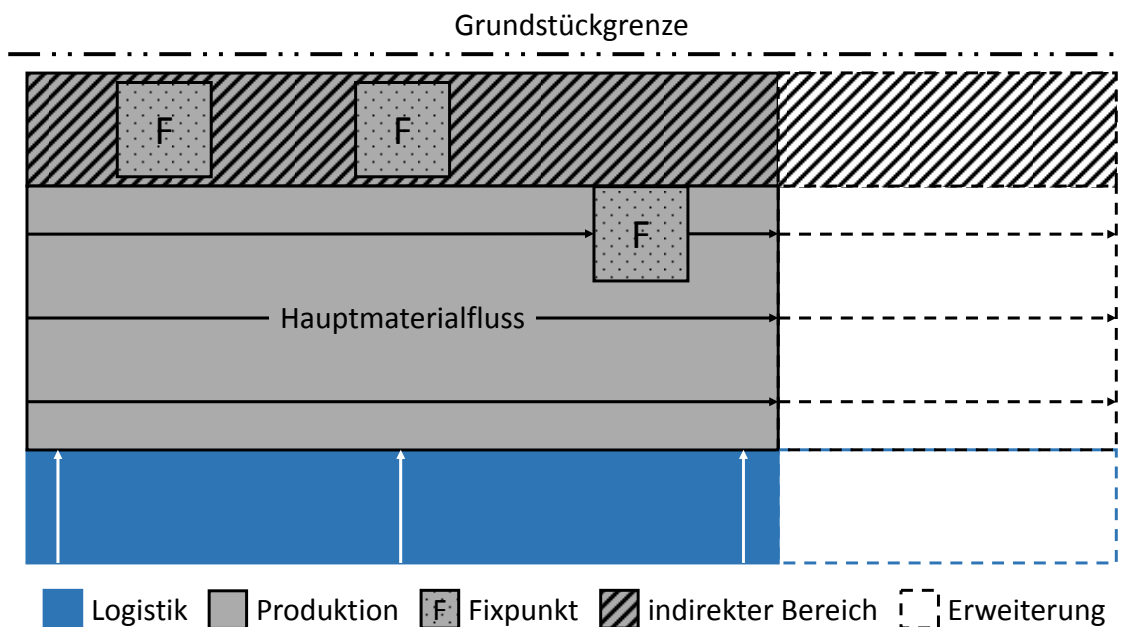 Grundstückgrenze
F F
F
Hauptmaterialfluss
Logistik Produktion F Fixpunkt indirekter Bereich Erweiterung